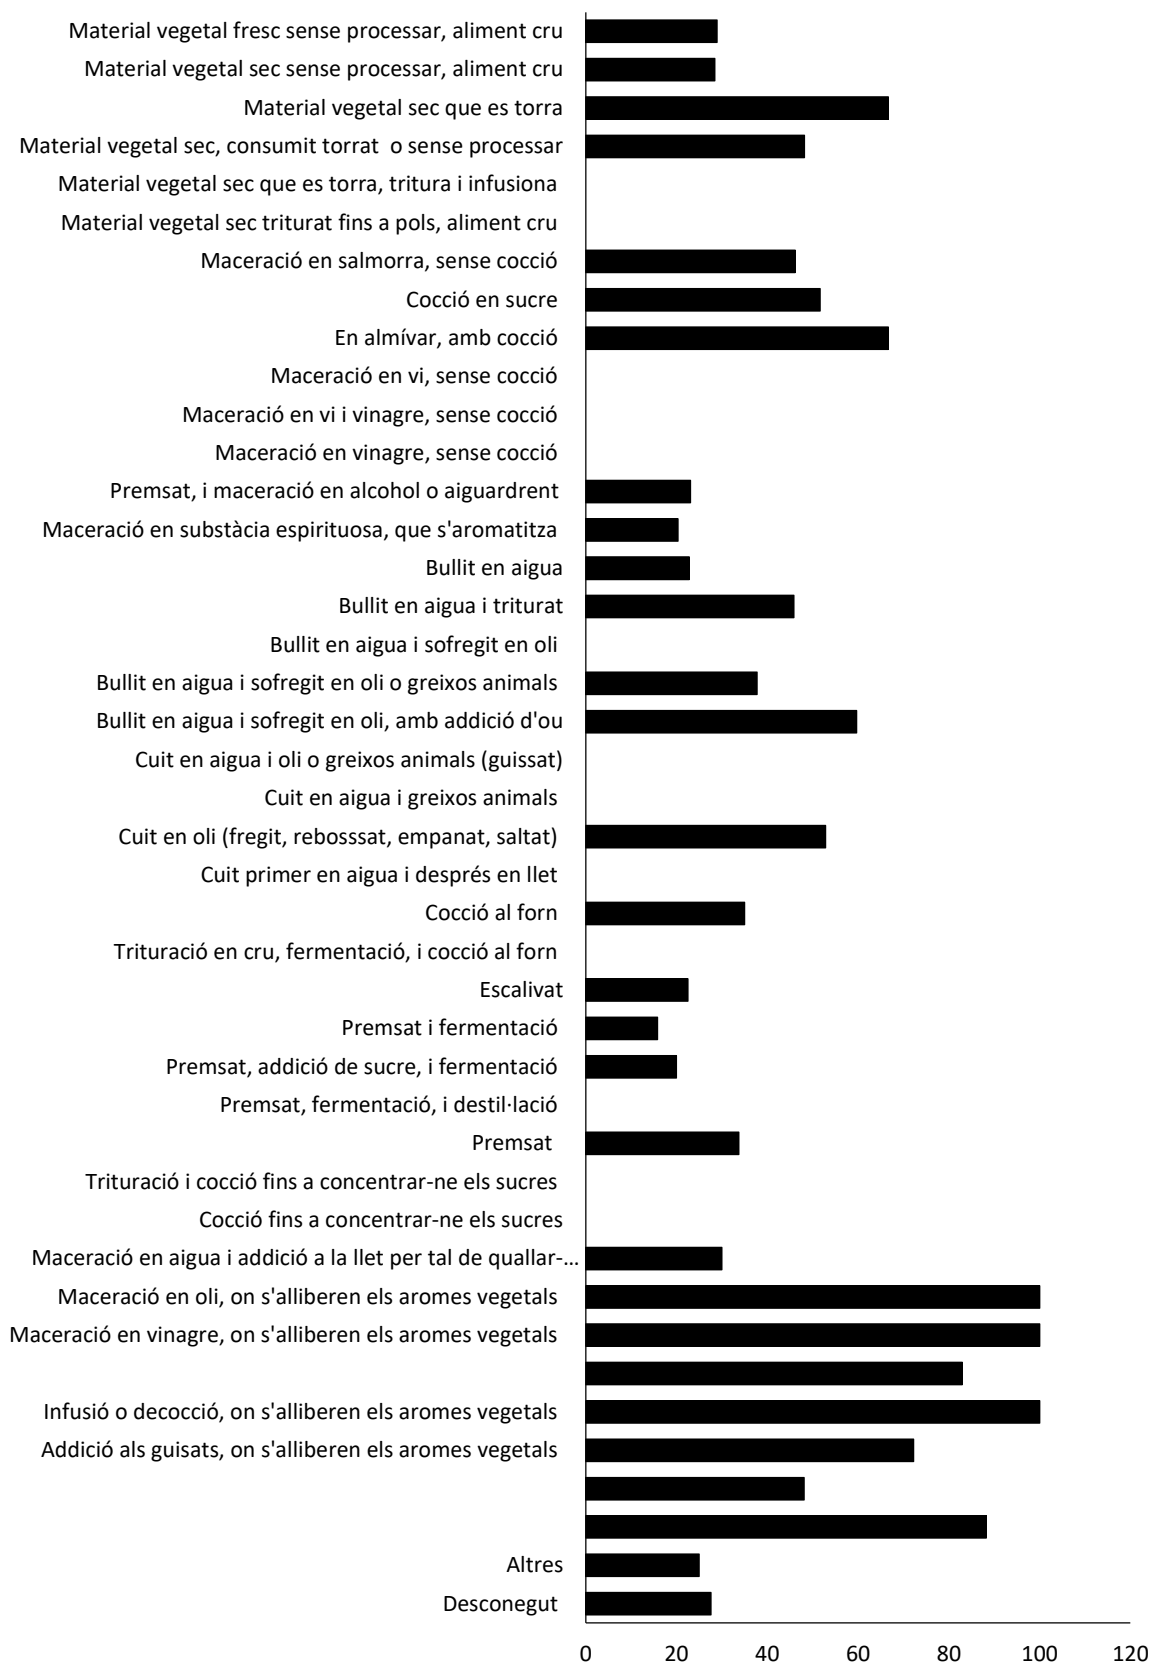 Material vegetal fresc sense processar, aliment cru
Material vegetal sec sense processar, aliment cru
Material vegetal sec que es torra
Material vegetal sec, consumit torrat  o sense processar
Material vegetal sec que es torra, tritura i infusiona
Material vegetal sec triturat fins a pols, aliment cru
Maceració en salmorra, sense cocció
Cocció en sucre
En almívar, amb cocció
Maceració en vi, sense cocció
Maceració en vi i vinagre, sense cocció
Maceració en vinagre, sense cocció
Premsat, i maceració en alcohol o aiguardrent
Maceració en substàcia espirituosa, que s'aromatitza
Bullit en aigua
Bullit en aigua i triturat
Bullit en aigua i sofregit en oli
Bullit en aigua i sofregit en oli o greixos animals
Bullit en aigua i sofregit en oli, amb addició d'ou
Cuit en aigua i oli o greixos animals (guissat)
Cuit en aigua i greixos animals
Cuit en oli (fregit, rebosssat, empanat, saltat)
Cuit primer en aigua i després en llet
Cocció al forn
Trituració en cru, fermentació, i cocció al forn
Escalivat
Premsat i fermentació
Premsat, addició de sucre, i fermentació
Premsat, fermentació, i destil·lació
Premsat
Trituració i cocció fins a concentrar-ne els sucres
Cocció fins a concentrar-ne els sucres
Maceració en aigua i addició a la llet per tal de quallar-...
Maceració en oli, on s'alliberen els aromes vegetals
Maceració en vinagre, on s'alliberen els aromes vegetals
Infusió o decocció, on s'alliberen els aromes vegetals
Addició als guisats, on s'alliberen els aromes vegetals
Altres
Desconegut
0 20 40 60 80 100 120